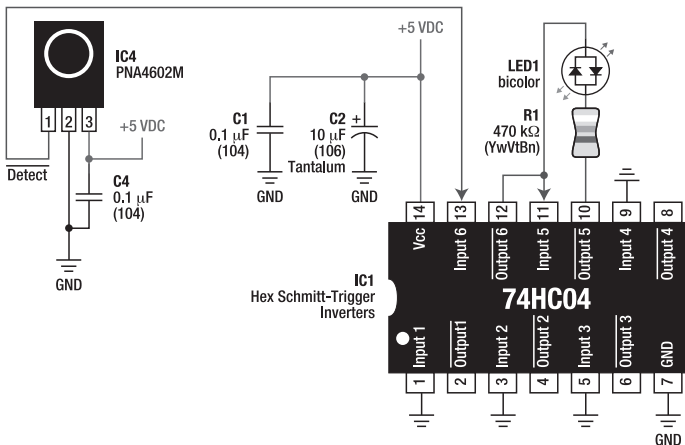 IC4
PNA4602M
1
2
3
+5 VDC
Detect
C4
0.1 µF
(104)
GND
+5 VDC
C1
0.1 µF
(104)
GND
C2
+
10 µF
(106)
Tantalum
GND
LED1
bicolor
R1
470 kΩ
(YwVtBn)
14
13
12
11
10
9
8
Vcc
Input 6
Output 6
Input 5
Output 5
Input 4
Output 4
IC1
Hex Schmitt-Trigger
Inverters
74HC04
Input 1
Output1
Input 2
Output 2
Input 3
Output 3
GND
1
2
3
4
5
6
7
GND